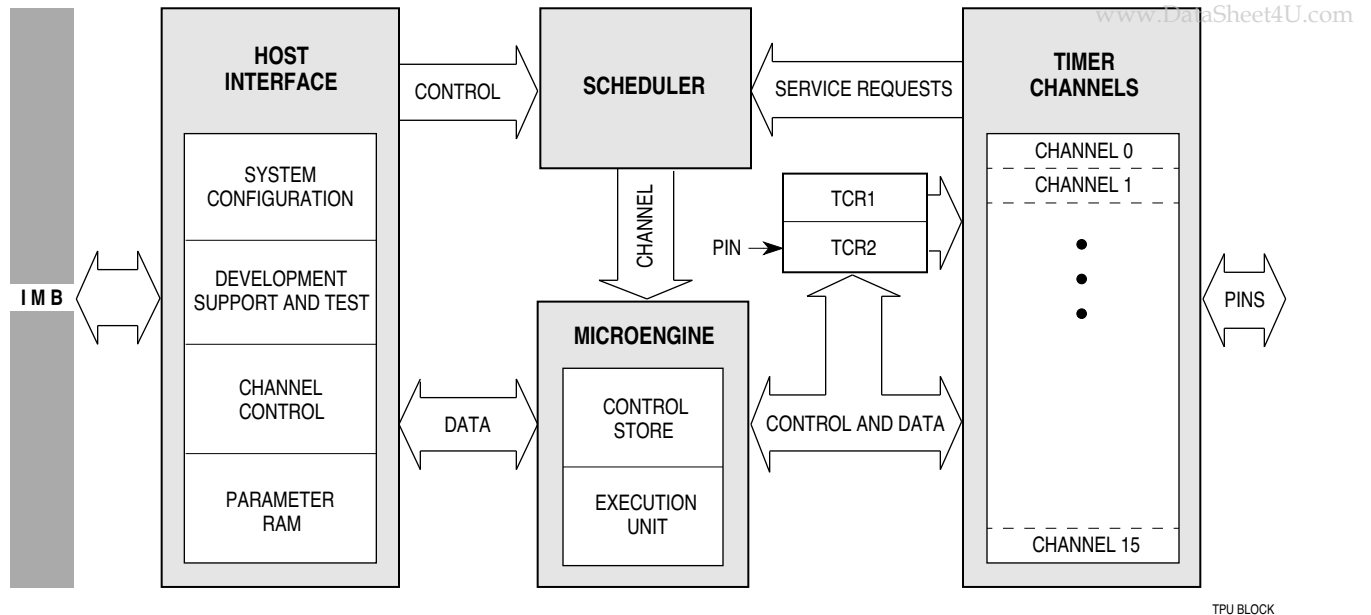 www.DataSheet4U.com
HOST
INTERFACE
CONTROL
SCHEDULER
SERVICE REQUESTS
TIMER
CHANNELS
SYSTEM
CONFIGURATION
DEVELOPMENT
SUPPORT AND TEST
CHANNEL
CONTROL
PARAMETER
RAM
IMB
CHANNEL
PIN
TCR1
TCR2
MICROENGINE
CONTROL
STORE
EXECUTION
UNIT
DATA
CONTROL AND DATA
CHANNEL 0
CHANNEL 1
CHANNEL 15
PINS
TPU BLOCK